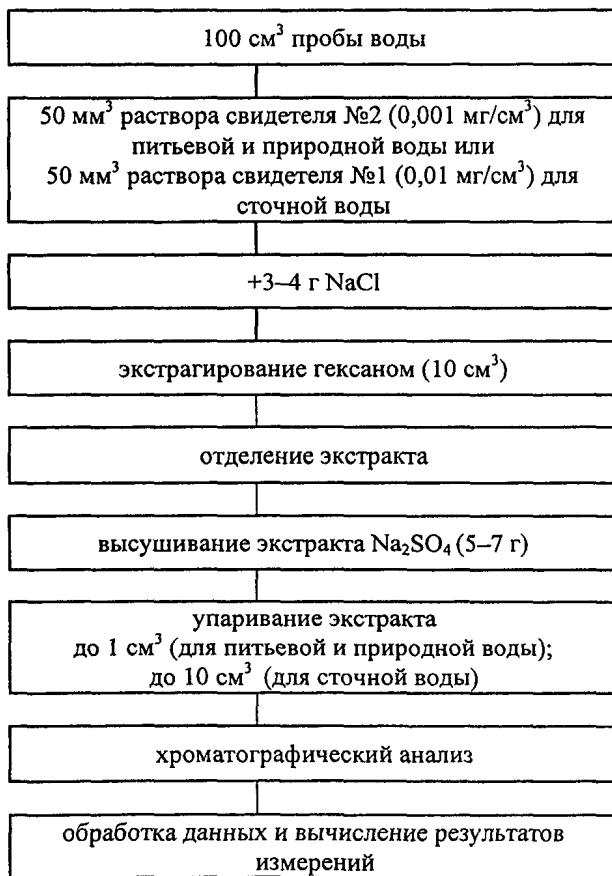 100 см³ пробы воды
50 мм³ раствора свидетеля №2 (0,001 мг/см³) для
питьевой и природной воды или
50 мм³ раствора свидетеля №1 (0,01 мг/см³) для
сточной воды
+3–4 г NaCl
экстрагирование гексаном (10 см³)
отделение экстракта
высушивание экстракта Na₂SO₄ (5–7 г)
упаривание экстракта
до 1 см³ (для питьевой и природной воды);
до 10 см³ (для сточной воды)
хроматографический анализ
обработка данных и вычисление результатов
измерений